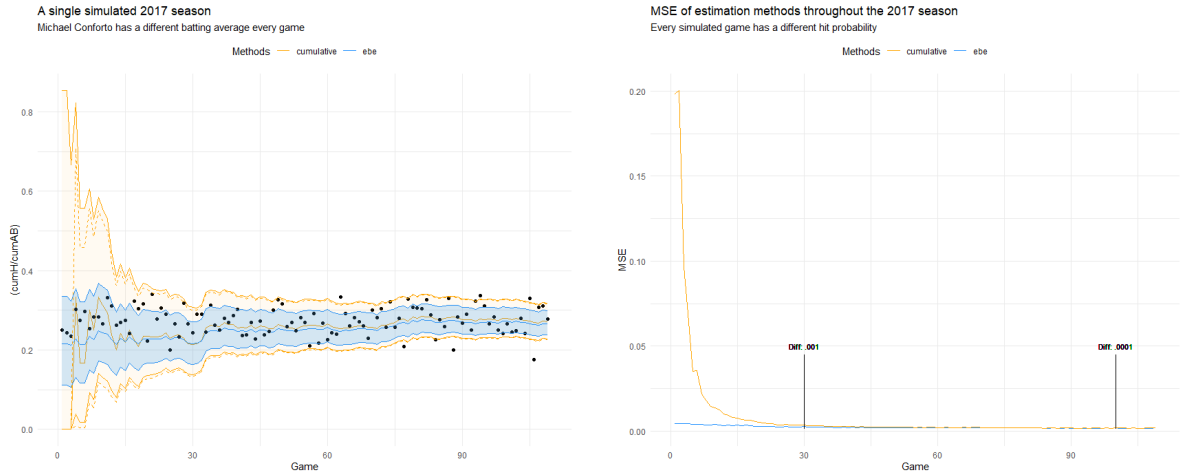 A single simulated 2017 season
Michael Conforto has a different batting average every game
Methods cumulative ebe
(cumH/cumAB)
0.8
0.6
0.4
0.2
0.0
0 30 60 90
Game
MSE of estimation methods throughout the 2017 season
Every simulated game has a different hit probability
Methods cumulative ebe
MSE
0.20
0.15
0.10
0.05
0.00
Diff: .001
Diff: .0001
0 30 60 90
Game